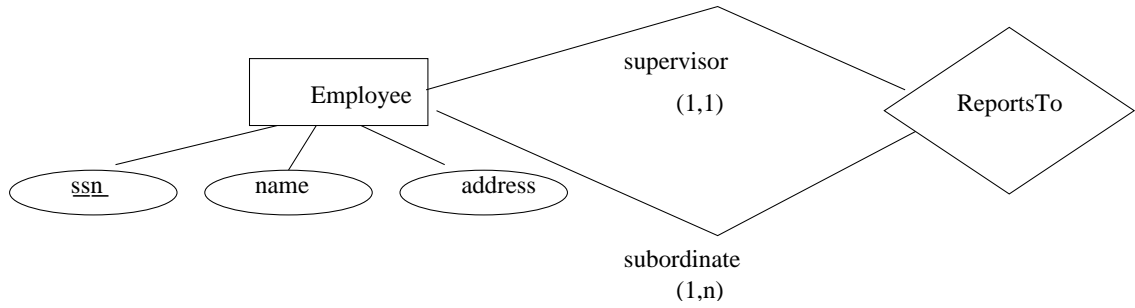 supervisor
(1,1)
Employee
ReportsTo
ssn
name
address
subordinate
(1,n)